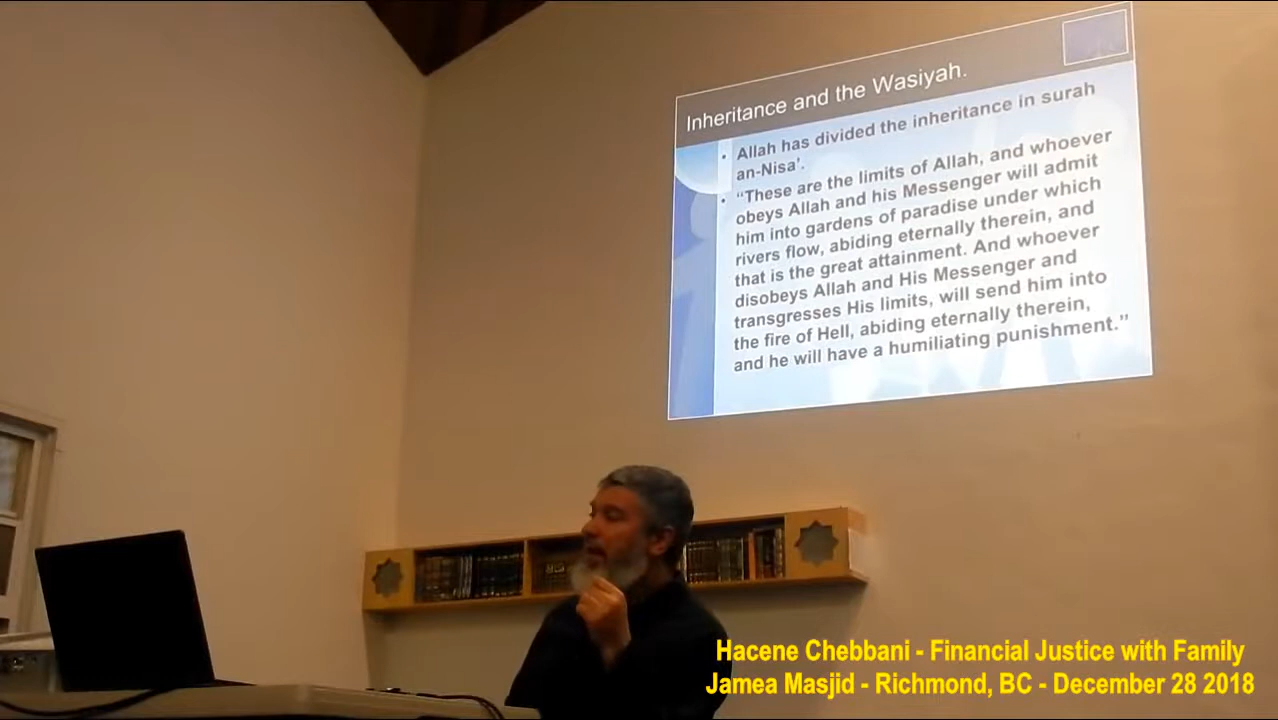 Inheritance and the Wasiyah.
• Allah has divided the inheritance in surah
an-Nisa'.
• “These are the limits of Allah, and whoever
obeys Allah and his Messenger will admit
him into gardens of paradise under which
rivers flow, abiding eternally therein, and
that is the great attainment. And whoever
disobeys Allah and His Messenger and
transgresses His limits, will send him into
the fire of Hell, abiding eternally therein,
and he will have a humiliating punishment.”
Hacene Chebbani - Financial Justice with Family
Jamea Masjid - Richmond, BC - December 28 2018